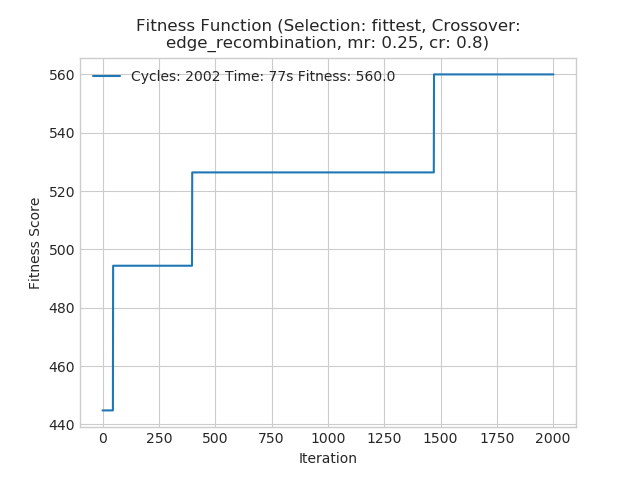 Fitness Function (Selection: fittest, Crossover:
edge_recombination, mr: 0.25, cr: 0.8)
Cycles: 2002 Time: 77s Fitness: 560.0
Fitness Score
560
540
520
500
480
460
440
0 250 500 750 1000 1250 1500 1750 2000
Iteration